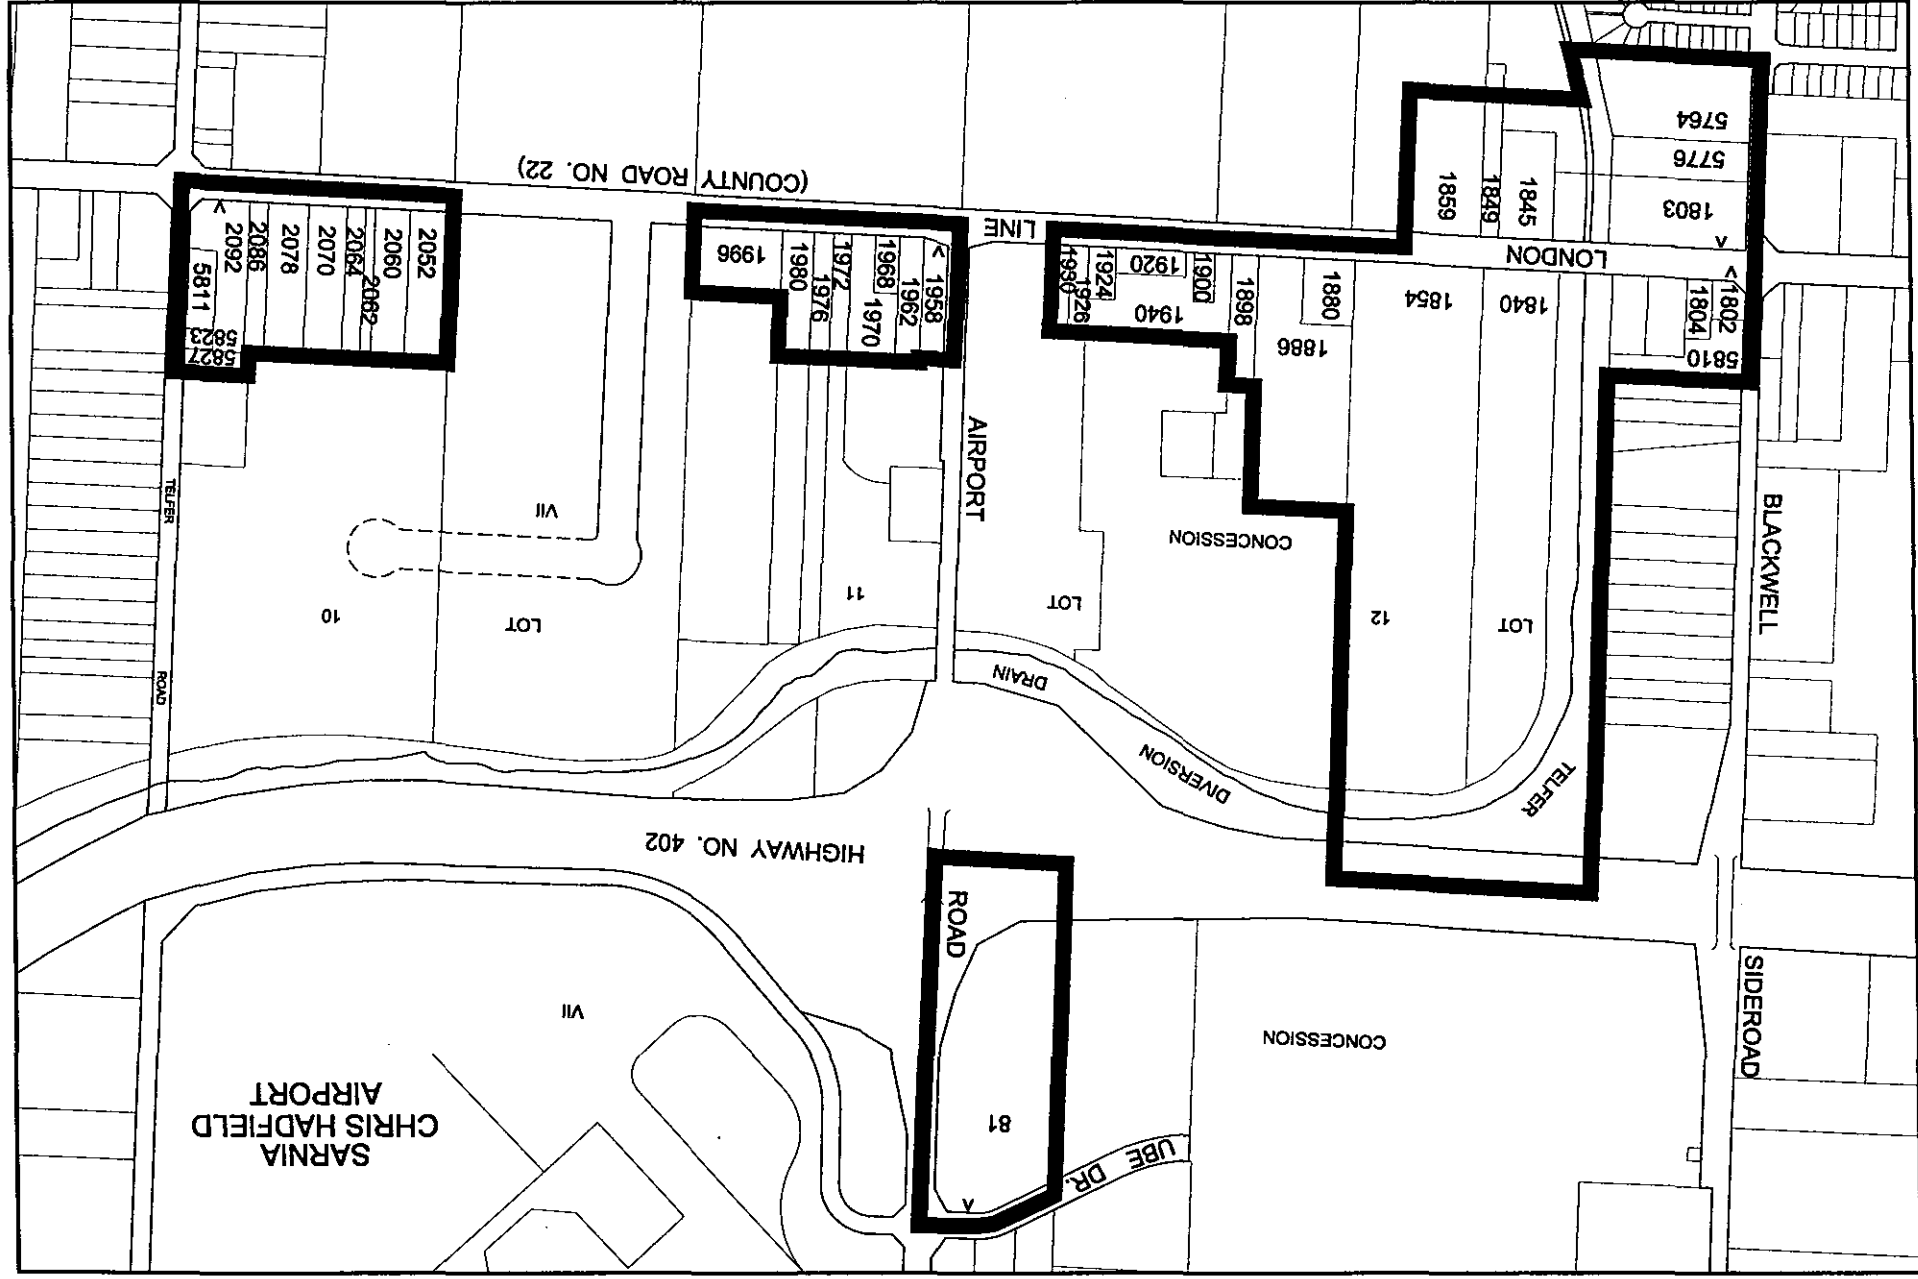 UBE DR.
81
SARNIA
CHRIS HADFIELD
AIRPORT
CONCESSION
VII
SIDEROAD
ROAD
HIGHWAY NO. 402
TELFER
DIVERSION
DRAIN
ROAD
BLACKWELL
LOT
12
LOT
11
LOT
10
CONCESSION
VII
AIRPORT
TELFER
5810
1802
1804
1840
1854
1880
1886
1898
1900
1940
1920
1924
1926
1930
1958
1962
1970
1968
1972
1976
1980
1996
2052
2060
2062
2064
2070
2078
2086
2092
5827
5823
5811
LONDON
LINE
(COUNTY ROAD NO. 22)
1803
5776
5764
1845
1849
1859